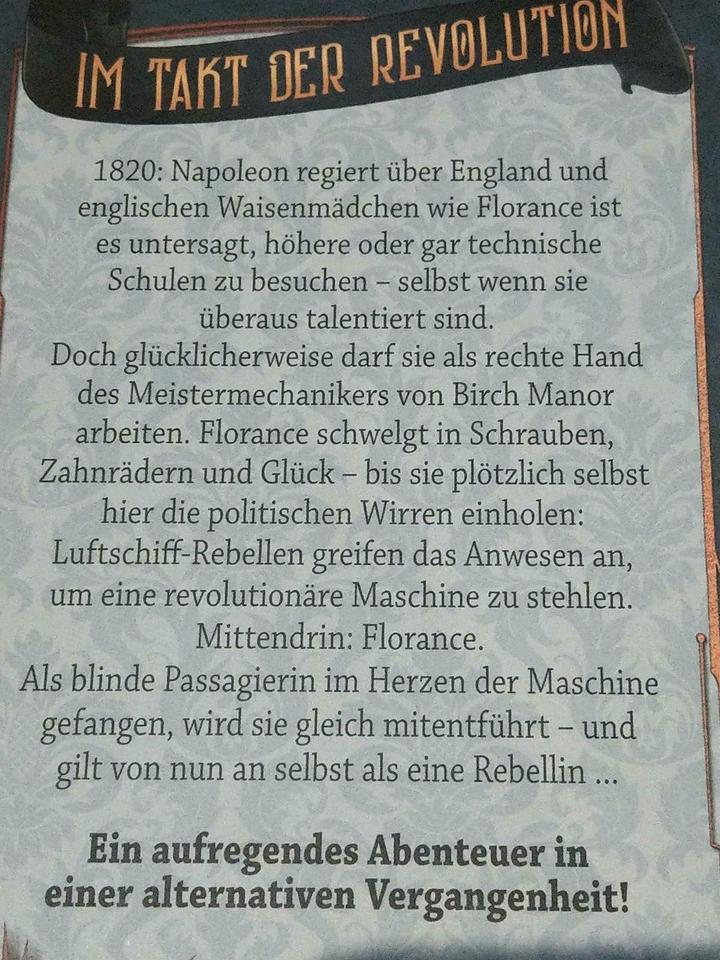 IM TAKT DER REVOLUTION
1820: Napoleon regiert über England und
englischen Waisenmädchen wie Florance ist
es untersagt, höhere oder gar technische
Schulen zu besuchen – selbst wenn sie
überaus talentiert sind.
Doch glücklicherweise darf sie als rechte Hand
des Meistermechanikers von Birch Manor
arbeiten. Florance schwelgt in Schrauben,
Zahnrädern und Glück – bis sie plötzlich selbst
hier die politischen Wirren einholen:
Luftschiff-Rebellen greifen das Anwesen an,
um eine revolutionäre Maschine zu stehlen.
Mittendrin: Florance.
Als blinde Passagierin im Herzen der Maschine
gefangen, wird sie gleich mitentführt – und
gilt von nun an selbst als eine Rebellin ...
Ein aufregendes Abenteuer in
einer alternativen Vergangenheit!